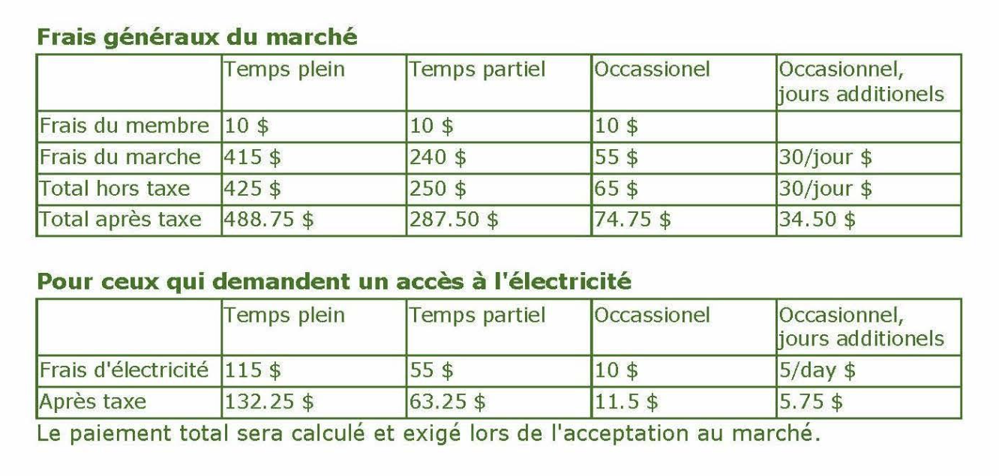 Frais généraux du marché
Temps plein Temps partiel Occassionel Occasionnel,
jours additionels
Frais du membre 10 $ 10 $ 10 $
Frais du marche 415 $ 240 $ 55 $ 30/jour $
Total hors taxe 425 $ 250 $ 65 $ 30/jour $
Total après taxe 488.75 $ 287.50 $ 74.75 $ 34.50 $
Pour ceux qui demandent un accès à l'électricité
Temps plein Temps partiel Occassionel Occasionnel,
jours additionels
Frais d'électricité 115 $ 55 $ 10 $ 5/day $
Après taxe 132.25 $ 63.25 $ 11.5 $ 5.75 $
Le paiement total sera calculé et exigé lors de l'acceptation au marché.